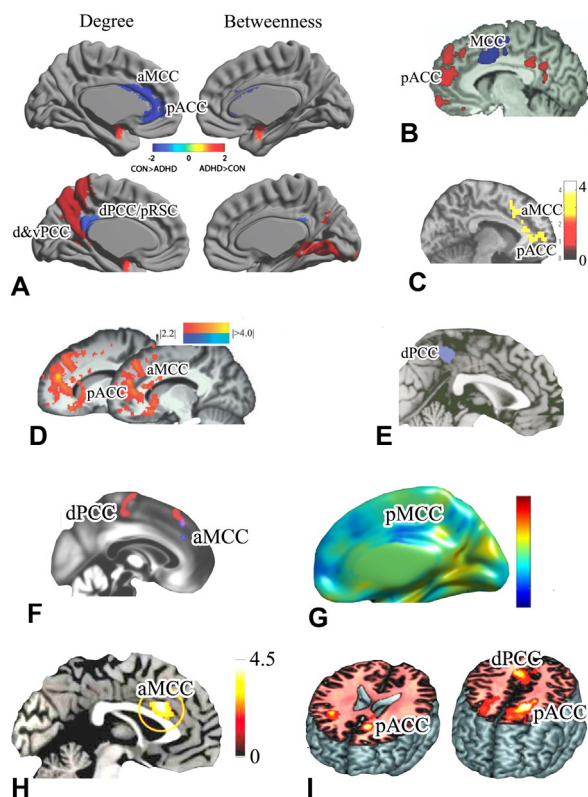 Degree
Betweenness
aMCC
pACC
-2 0 2
CON>ADHD ADHD>CON
dPCC/pRSC
d&vPCC
A
MCC
pACC
B
aMCC
pACC
4
0
C
|2.2| |>4.0|
aMCC
pACC
D
dPCC
E
dPCC
aMCC
F
pMCC
G
aMCC
4.5
0
H
dPCC
pACC
pACC
I